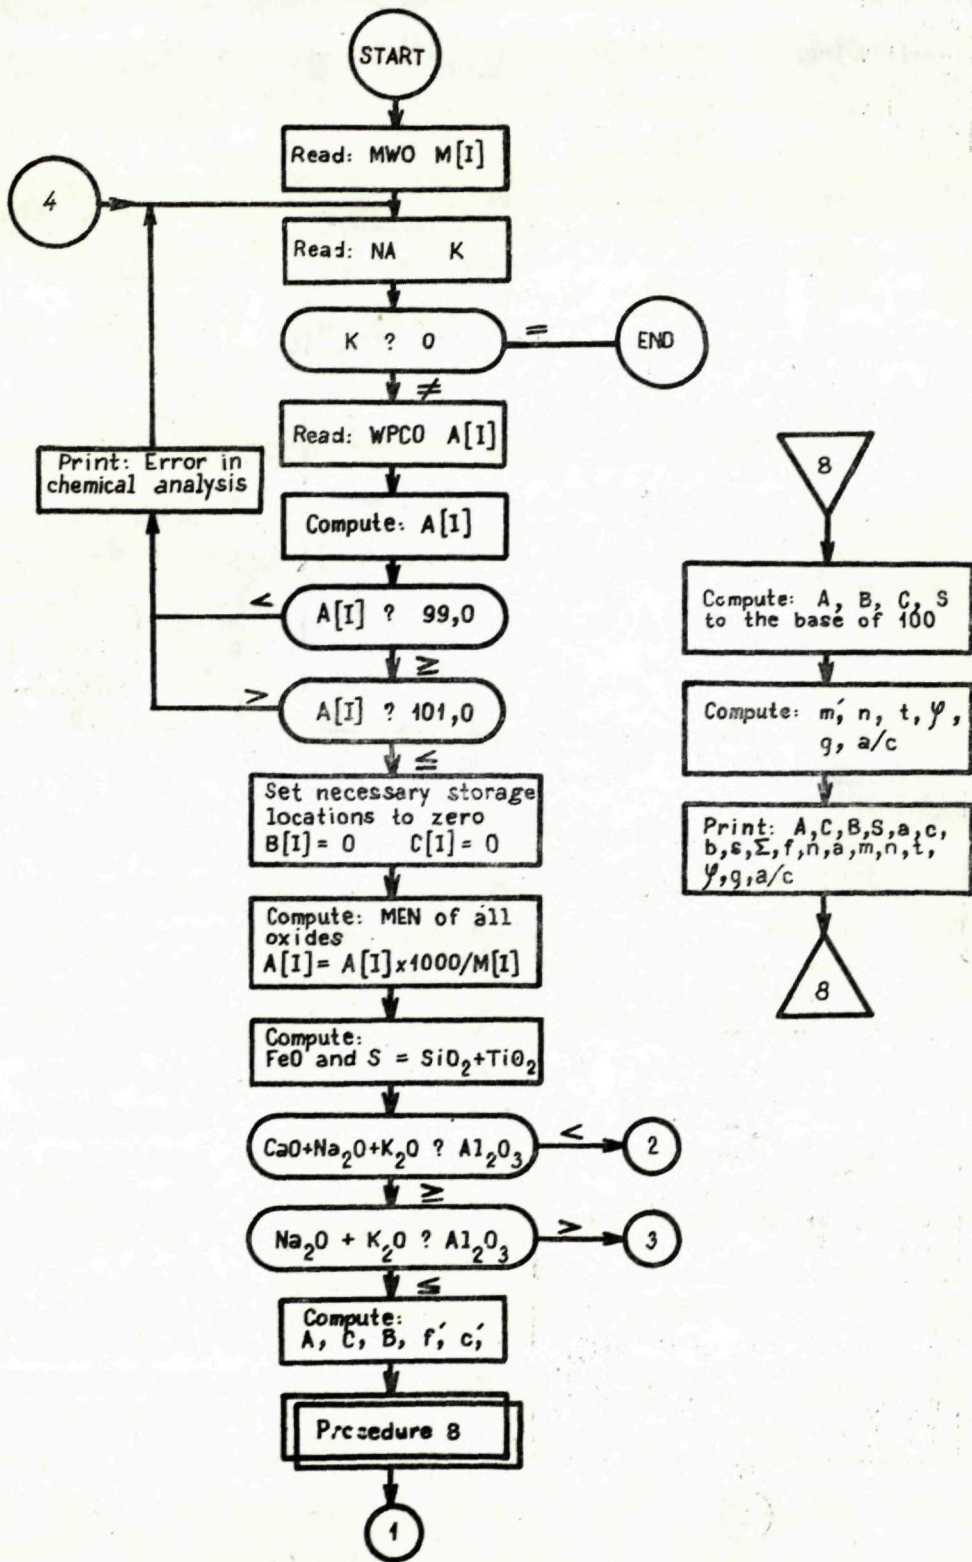 START
Read: MWO M[I]
4
Read: NA K
K ? 0
=
END
≠
Read: WPCO A[I]
Print: Error in
chemical analysis
Compute: A[I]
<
A[I] ? 99,0
≥
>
A[I] ? 101,0
≦
Set necessary storage
locations to zero
B[I]= 0 C[I]= 0
Compute: MEN of all
oxides
A[I]= A[I]x1000/M[I]
Compute:
FeO and S = SiO₂+TiO₂
CaO+Na₂O+K₂O ? Al₂O₃
<
2
≥
Na₂O + K₂O ? Al₂O₃
>
3
≦
Compute:
A, C, B, f′, c′,
Procedure 8
1
8
Compute: A, B, C, S
to the base of 100
Compute: m′, n, t, φ,
q, a/c
Print: A,C,B,S,a,c,
b,s,Σ,f,n,a,m,n,t,
φ,q,a/c
8